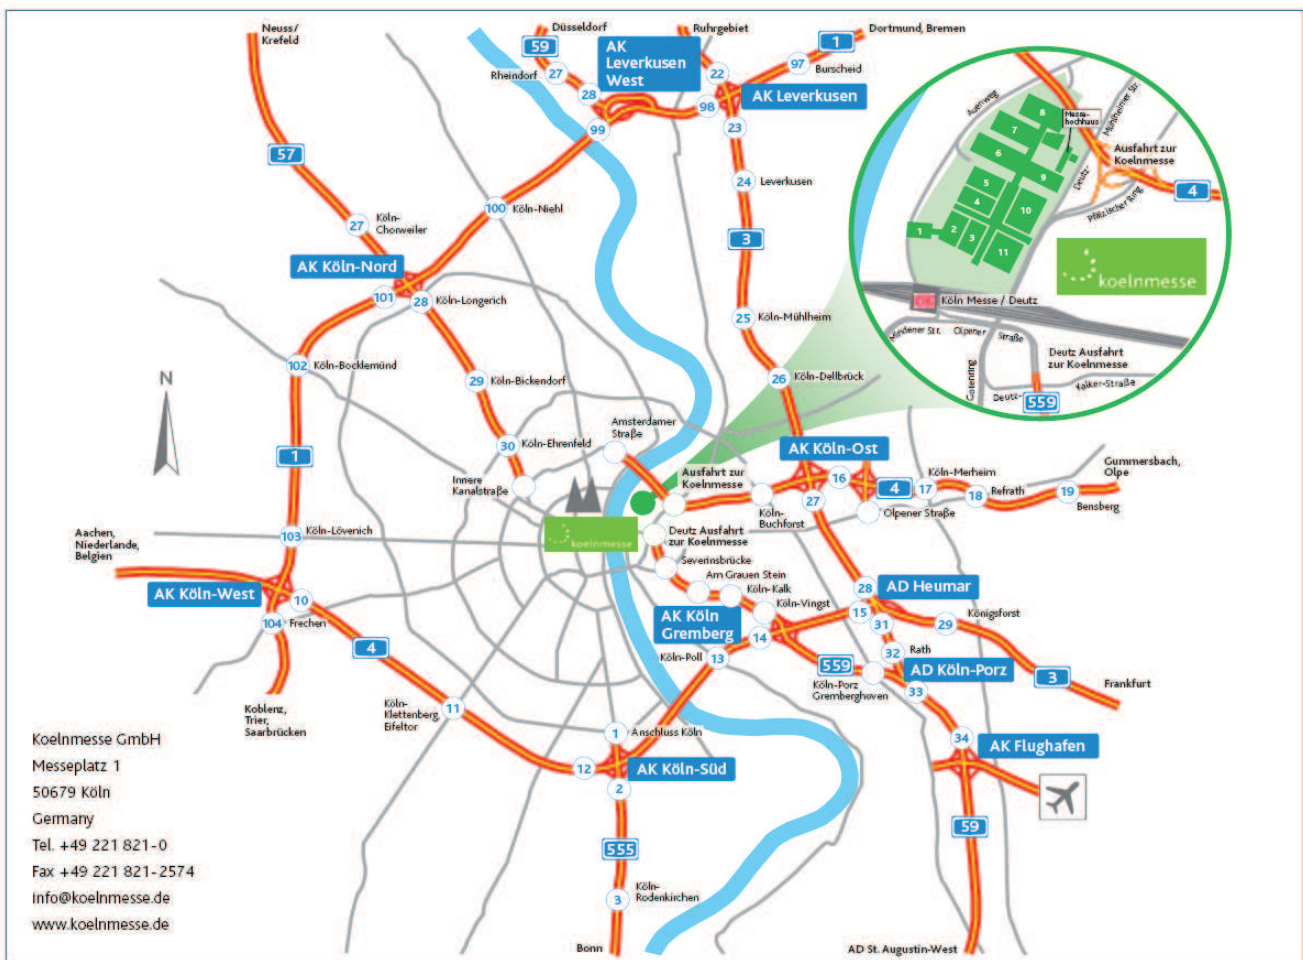 Neuss/
Krefeld
Düsseldorf
Ruhrgebiet
Dortmund, Bremen
59
AK
Leverkusen
West
1
Rheindorf
27
28
22
97
Burscheid
98
AK Leverkusen
99
23
57
24
Leverkusen
100
Köln-Niehl
27
Köln-
Chorweiler
3
AK Köln-Nord
101
28
Köln-Longerich
25
Köln-Mühlheim
102
Köln-Bocklemünd
29
Köln-Bickendorf
26
Köln-Dellbrück
N
Amsterdamer
Straße
30
Köln-Ehrenfeld
AK Köln-Ost
1
Innere
Kanalstraße
Ausfahrt zur
Koelnmesse
16
4
17
Köln-Merheim
18
Refrath
19
Bensberg
Gummersbach,
Olpe
27
Köln-
Buchforst
Olpener Straße
Aachen,
Niederlande,
Belgien
103
Köln-Lövenich
koelnmesse
Deutz Ausfahrt
zur Koelnmesse
Severinsbrücke
Am Grauen Stein
Köln-Kalk
Köln-Vingst
AK Köln-West
10
104
Frechen
28
AD Heumar
15
31
29
Königsforst
AK Köln
Gremberg
14
4
Köln-Poll
13
32
Rath
559
AD Köln-Porz
3
Köln-Porz
Gremberghoven
33
Frankfurt
Koblenz,
Trier,
Saarbrücken
Köln-
Klettenberg,
Eifeltor
11
1
Anschluss Köln
34
AK Flughafen
12
AK Köln-Süd
2
59
555
3
Köln-
Rodenkirchen
Bonn
AD St. Augustin-West
Auenweg
8
7
6
5
4
9
10
1
2
3
11
Messe-
hochhaus
Mühlheimer Str.
Ausfahrt zur
Koelnmesse
Deutz-
4
Pfälzischer Ring
koelnmesse
Köln Messe / Deutz
Mindener Str.
Olpener
Straße
Deutz Ausfahrt
zur Koelnmesse
Deutz-
559
Koelnmesse GmbH
Messeplatz 1
50679 Köln
Germany
Tel. +49 221 821-0
Fax +49 221 821-2574
info@koelnmesse.de
www.koelnmesse.de